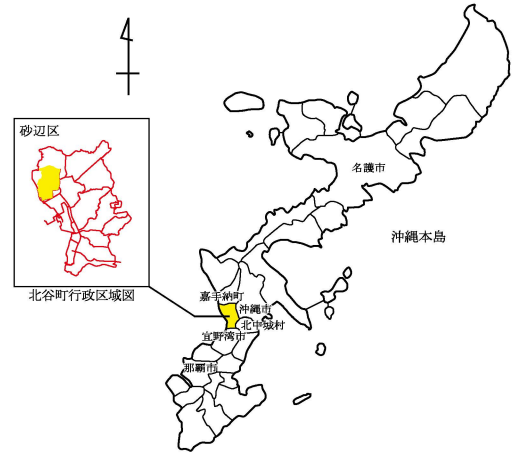 砂辺区
名護市
沖縄本島
北谷町行政区域図
嘉手納町
沖縄市
北中城村
宜野湾市
那覇市